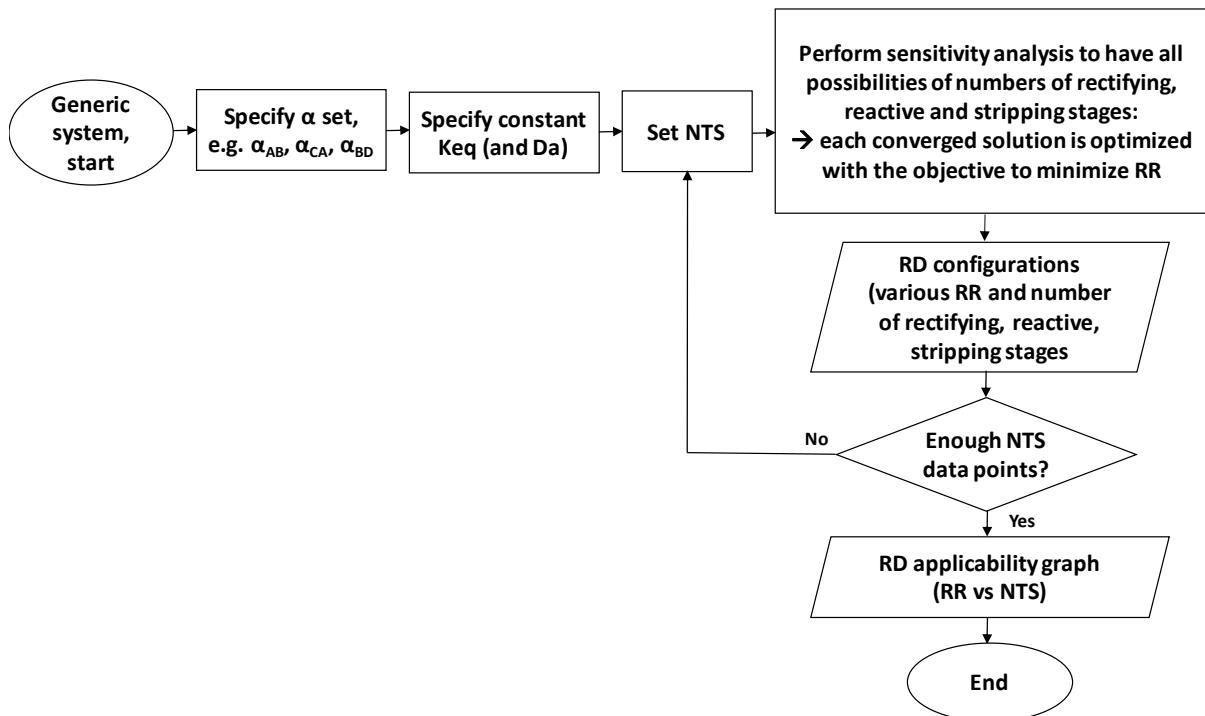 Generic
system,
start
Specify α set,
e.g. αAB, αCA, αBD
Specify constant
Keq (and Da)
Set NTS
Perform sensitivity analysis to have all
possibilities of numbers of rectifying,
reactive and stripping stages:
→ each converged solution is optimized
with the objective to minimize RR
RD configurations
(various RR and number
of rectifying, reactive,
stripping stages
No
Enough NTS
data points?
Yes
RD applicability graph
(RR vs NTS)
End